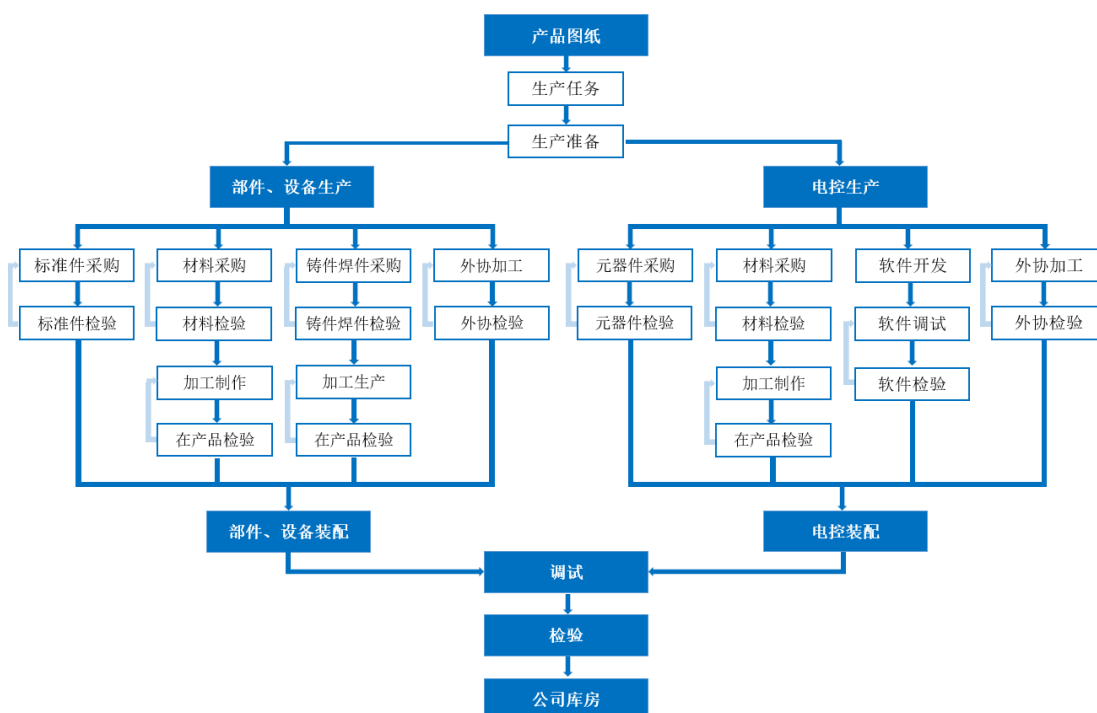 产品图纸
生产任务
生产准备
部件、设备生产
电控生产
标准件采购
材料采购
铸件焊件采购
外协加工
元器件采购
材料采购
软件开发
外协加工
标准件检验
材料检验
铸件焊件检验
外协检验
元器件检验
材料检验
软件调试
外协检验
加工制作
加工生产
加工制作
软件检验
在产品检验
在产品检验
在产品检验
部件、设备装配
电控装配
调试
检验
公司库房